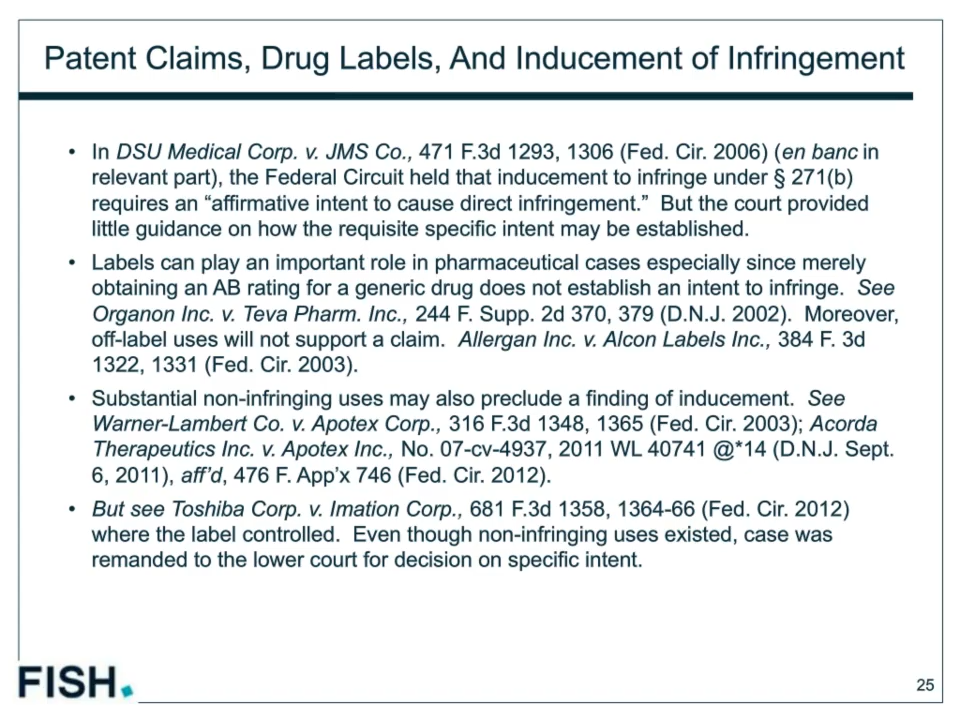 Patent Claims, Drug Labels, And Inducement of Infringement
• In DSU Medical Corp. v. JMS Co., 471 F.3d 1293, 1306 (Fed. Cir. 2006) (en banc in
relevant part), the Federal Circuit held that inducement to infringe under § 271(b)
requires an “affirmative intent to cause direct infringement.”  But the court provided
little guidance on how the requisite specific intent may be established.
• Labels can play an important role in pharmaceutical cases especially since merely
obtaining an AB rating for a generic drug does not establish an intent to infringe.  See
Organon Inc. v. Teva Pharm. Inc., 244 F. Supp. 2d 370, 379 (D.N.J. 2002).  Moreover,
off-label uses will not support a claim.  Allergan Inc. v. Alcon Labels Inc., 384 F. 3d
1322, 1331 (Fed. Cir. 2003).
• Substantial non-infringing uses may also preclude a finding of inducement.  See
Warner-Lambert Co. v. Apotex Corp., 316 F.3d 1348, 1365 (Fed. Cir. 2003); Acorda
Therapeutics Inc. v. Apotex Inc., No. 07-cv-4937, 2011 WL 40741 @*14 (D.N.J. Sept.
6, 2011), aff’d, 476 F. App’x 746 (Fed. Cir. 2012).
• But see Toshiba Corp. v. Imation Corp., 681 F.3d 1358, 1364-66 (Fed. Cir. 2012)
where the label controlled.  Even though non-infringing uses existed, case was
remanded to the lower court for decision on specific intent.
FISH.
25